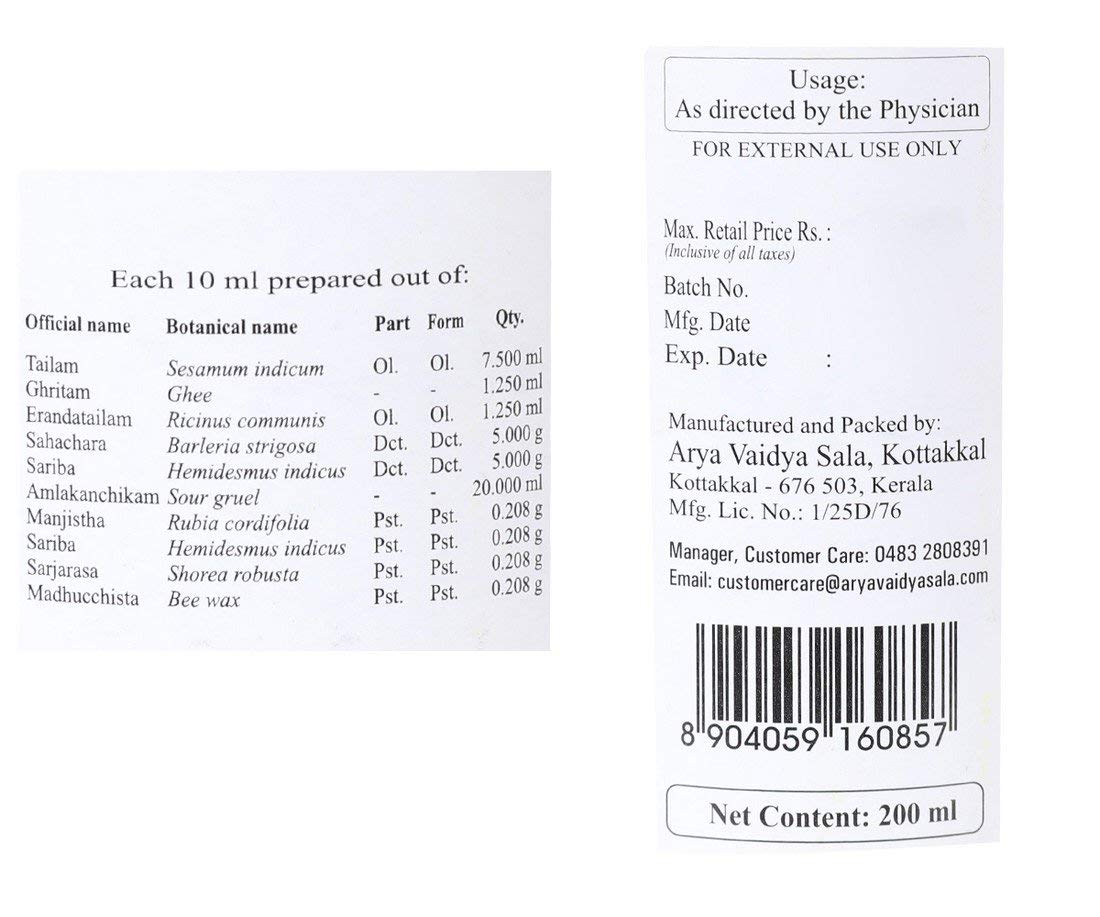 Each 10 ml prepared out of:
Official name Botanical name Part Form Qty.
Tailam Sesamum indicum Ol. Ol. 7.500 ml
Ghritam Ghee - - 1.250 ml
Erandatailam Ricinus communis Ol. Ol. 1.250 ml
Sahachara Barleria strigosa Dct. Dct. 5.000 g
Sariba Hemidesmus indicus Dct. Dct. 5.000 g
Amlakanchikam Sour gruel - - 20.000 ml
Manjistha Rubia cordifolia Pst. Pst. 0.208 g
Sariba Hemidesmus indicus Pst. Pst. 0.208 g
Sarjarasa Shorea robusta Pst. Pst. 0.208 g
Madhucchista Bee wax Pst. Pst. 0.208 g
Usage:
As directed by the Physician
FOR EXTERNAL USE ONLY
Max. Retail Price Rs. :
(Inclusive of all taxes)
Batch No.
Mfg. Date
Exp. Date :
Manufactured and Packed by:
Arya Vaidya Sala, Kottakkal
Kottakkal - 676 503, Kerala
Mfg. Lic. No.: 1/25D/76
Manager, Customer Care: 0483 2808391
Email: customercare@aryavaidyasala.com
8 904059 160857
Net Content: 200 ml